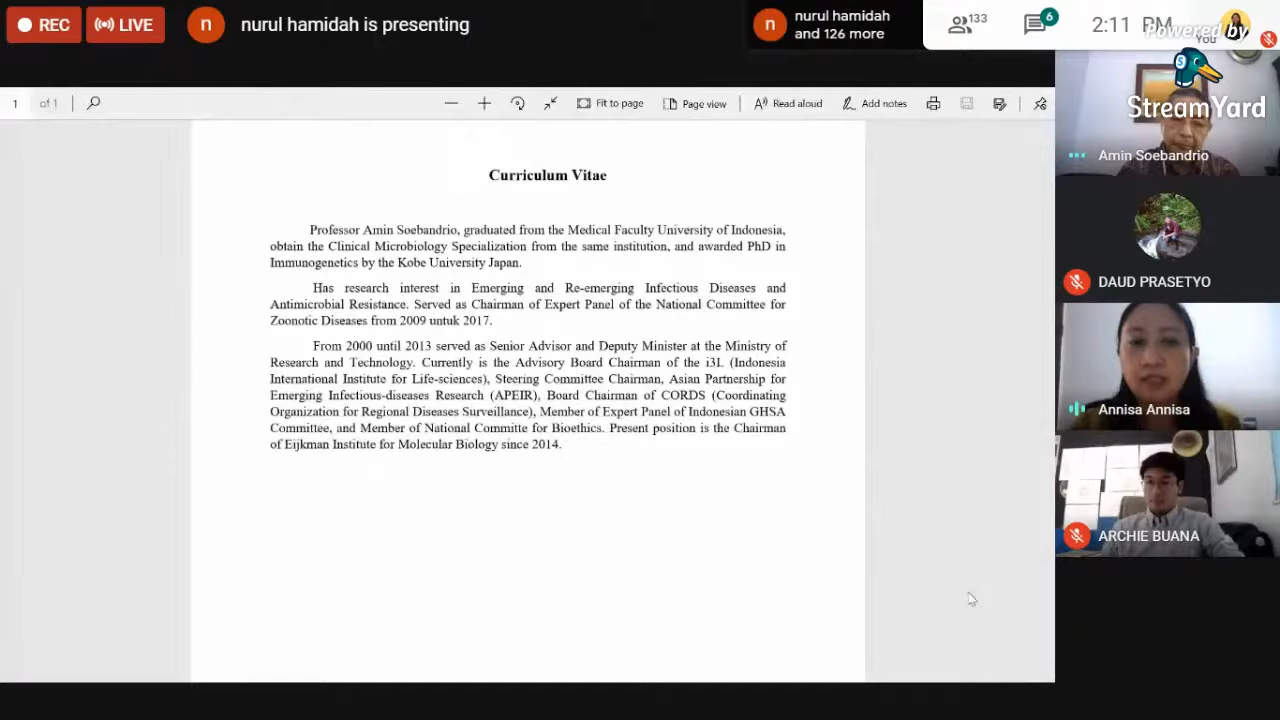 REC
LIVE
n
nurul hamidah is presenting
n
nurul hamidah
and 126 more
133
6
2:11 PM
You
Powered by
S
StreamYard
1
of 1
Fit to page
Page view
Read aloud
Add notes
Curriculum Vitae
Professor Amin Soebandrio, graduated from the Medical Faculty University of Indonesia,
obtain the Clinical Microbiology Specialization from the same institution, and awarded PhD in
Immunogenetics by the Kobe University Japan.
Has research interest in Emerging and Re-emerging Infectious Diseases and
Antimicrobial Resistance. Served as Chairman of Expert Panel of the National Committee for
Zoonotic Diseases from 2009 untuk 2017.
From 2000 until 2013 served as Senior Advisor and Deputy Minister at the Ministry of
Research and Technology. Currently is the Advisory Board Chairman of the i3L (Indonesia
International Institute for Life-sciences), Steering Committee Chairman, Asian Partnership for
Emerging Infectious-diseases Research (APEIR), Board Chairman of CORDS (Coordinating
Organization for Regional Diseases Surveillance), Member of Expert Panel of Indonesian GHSA
Committee, and Member of National Committe for Bioethics. Present position is the Chairman
of Eijkman Institute for Molecular Biology since 2014.
Amin Soebandrio
DAUD PRASETYO
Annisa Annisa
ARCHIE BUANA